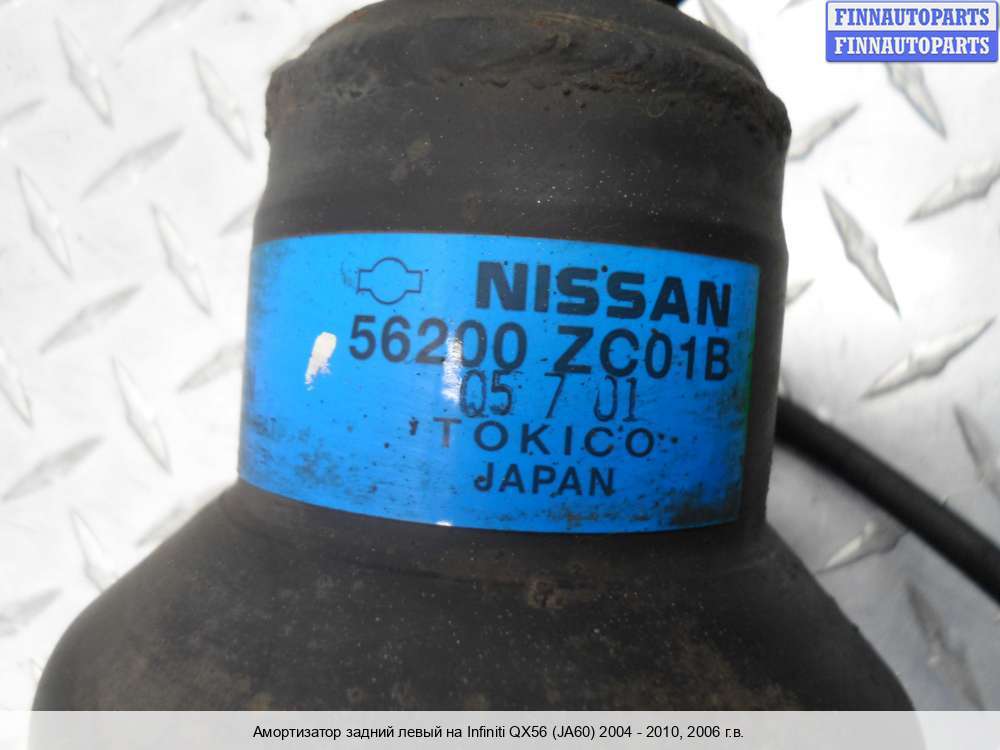 FINNAUTOPARTS
FINNAUTOPARTS
NISSAN
56200 ZC01B
Q5 7 01
TOKICO
JAPAN
Амортизатор задний левый на Infiniti QX56 (JA60) 2004 - 2010, 2006 г.в.